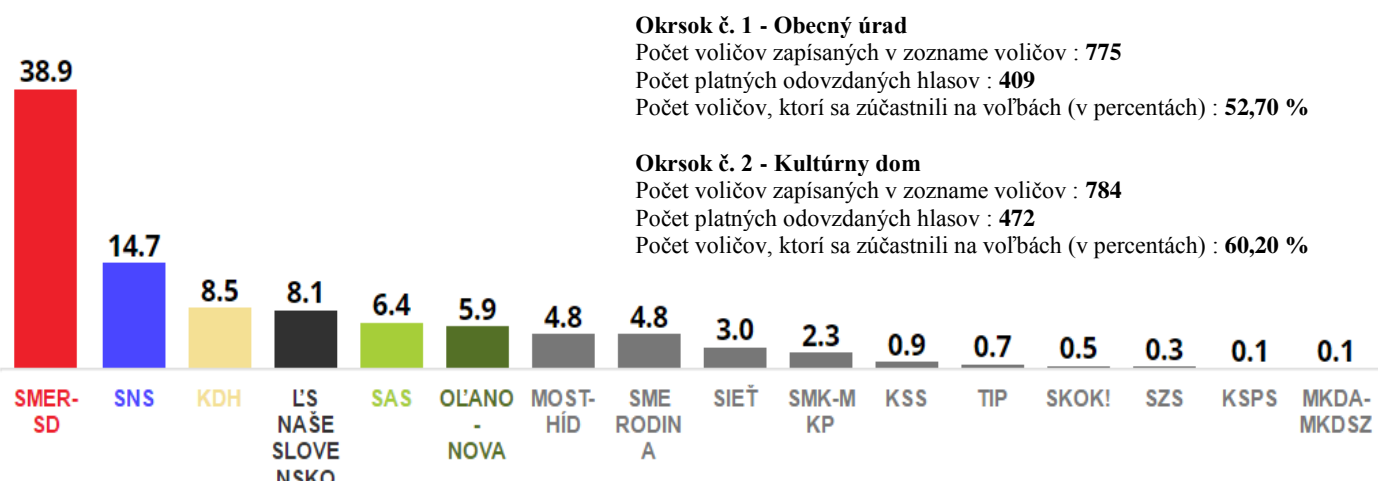 Okrsok č. 1 - Obecný úrad
Počet voličov zapísaných v zozname voličov : 775
Počet platných odovzdaných hlasov : 409
Počet voličov, ktorí sa zúčastnili na voľbách (v percentách) : 52,70 %
Okrsok č. 2 - Kultúrny dom
Počet voličov zapísaných v zozname voličov : 784
Počet platných odovzdaných hlasov : 472
Počet voličov, ktorí sa zúčastnili na voľbách (v percentách) : 60,20 %
38.9
14.7
8.5
8.1
6.4
5.9
4.8
4.8
3.0
2.3
0.9
0.7
0.5
0.3
0.1
0.1
SMER-
SD
SNS
KDH
ĽS
NAŠE
SLOVE
NSKO
SAS
OĽANO
-
NOVA
MOST-
HÍD
SME
RODIN
A
SIEŤ
SMK-M
KP
KSS
TIP
SKOK!
SZS
KSPS
MKDA-
MKDSZ